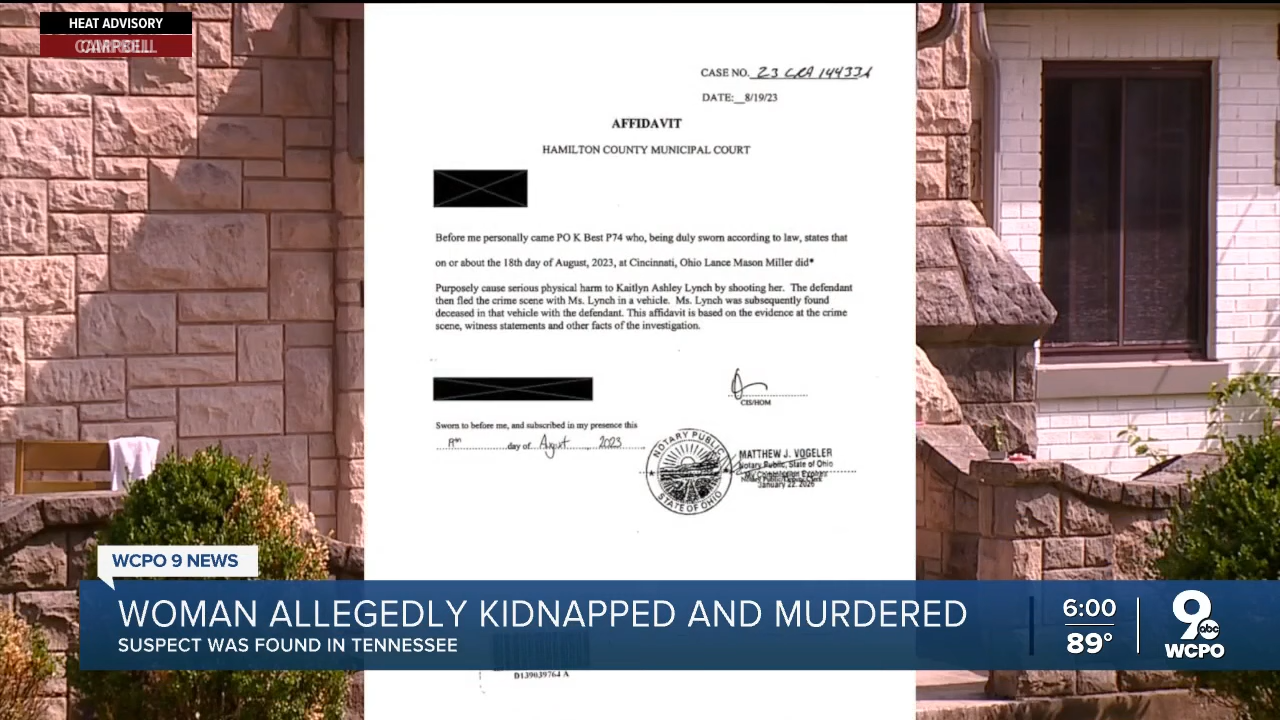 HEAT ADVISORY
CASE NO. 23 CRA 14433
DATE: 8/19/23
AFFIDAVIT
HAMILTON COUNTY MUNICIPAL COURT
Before me personally came PO K Best P74 who, being duly sworn according to law, states that
on or about the 18th day of August, 2023, at Cincinnati, Ohio Lance Mason Miller did*
Purposely cause serious physical harm to Kaitlyn Ashley Lynch by shooting her. The defendant
then fled the crime scene with Ms. Lynch in a vehicle. Ms. Lynch was subsequently found
deceased in that vehicle with the defendant. This affidavit is based on the evidence at the crime
scene, witness statements and other facts of the investigation.
CIS/HOM
Sworn to before me, and subscribed in my presence this
day of August, 2023
NOTARY PUBLIC
STATE OF OHIO
MATTHEW J. VOGELER
Notary Public, State of Ohio
January 22, 2026
WCPO 9 NEWS
WOMAN ALLEGEDLY KIDNAPPED AND MURDERED
SUSPECT WAS FOUND IN TENNESSEE
6:00
89°
9
abc
WCPO
D139039764 A